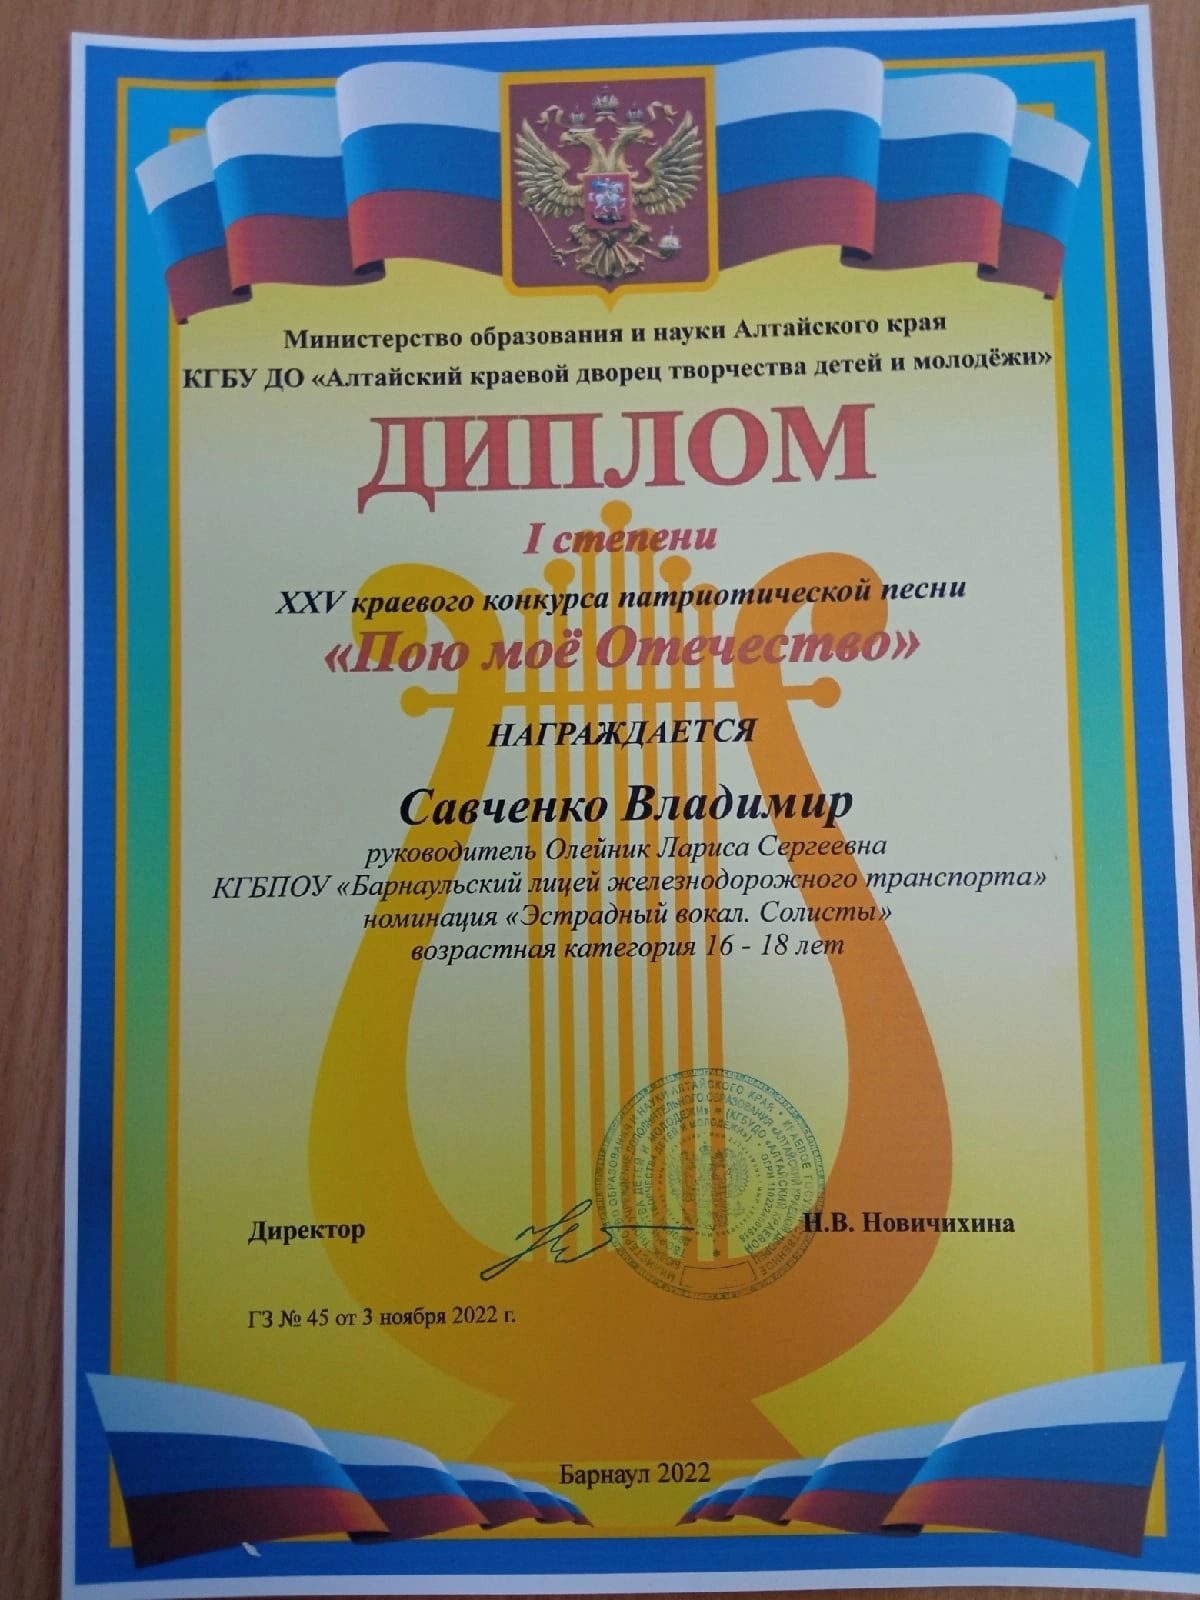 Министерство образования и науки Алтайского края
КГБУ ДО «Алтайский краевой дворец творчества детей и молодёжи»
ДИПЛОМ
I степени
XXV краевого конкурса патриотической песни
«Пою моё Отечество»
НАГРАЖДАЕТСЯ
Савченко Владимир
руководитель Олейник Лариса Сергеевна
КГБПОУ «Барнаульский лицей железнодорожного транспорта»
номинация «Эстрадный вокал. Солисты»
возрастная категория 16 - 18 лет
Директор
Н.В. Новичихина
ГЗ № 45 от 3 ноября 2022 г.
Барнаул 2022